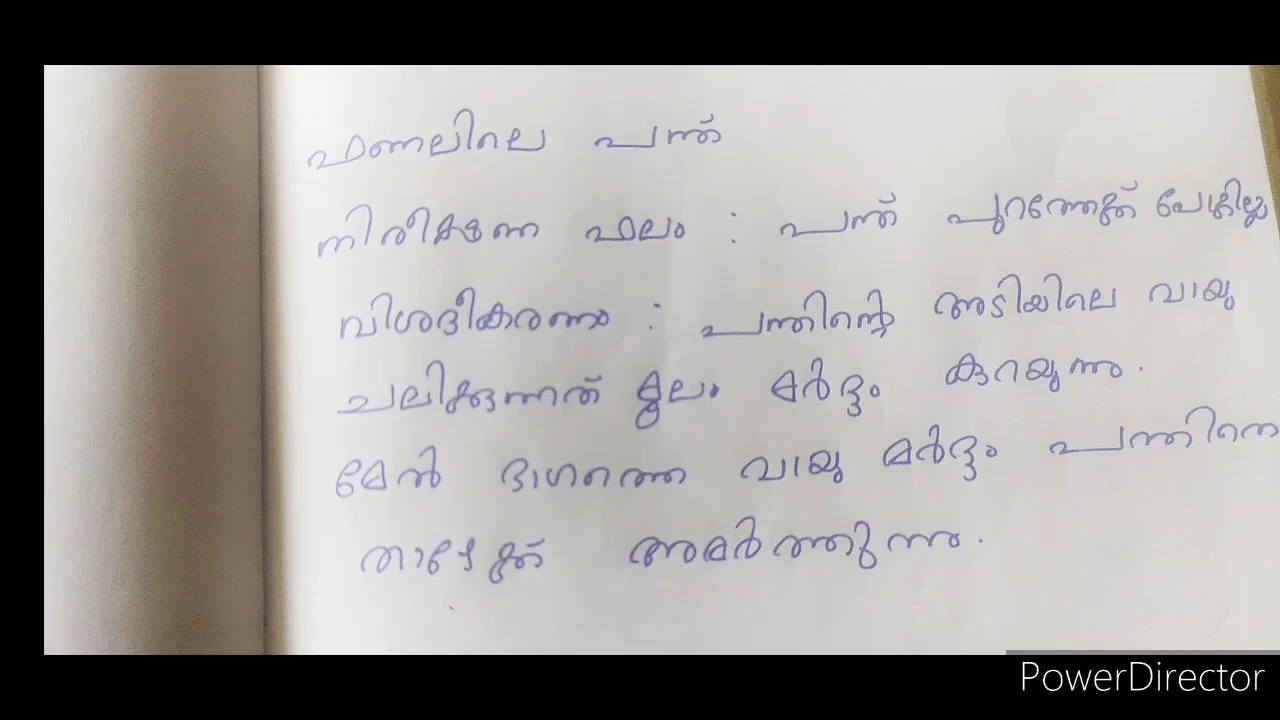 ഫണലിലെ പന്ത്
നിരീക്ഷണ ഫലം : പന്ത് പുറത്തേക്ക് പോകില്ല
വിശദീകരണം : പന്തിന്റെ അടിയിലെ വായു
ചലിക്കുന്നത് മൂലം മർദ്ദം കുറയുന്നു.
മേൽ ഭാഗത്തെ വായു മർദ്ദം പന്തിനെ
താഴേക്ക് അമർത്തുന്നു.
PowerDirector